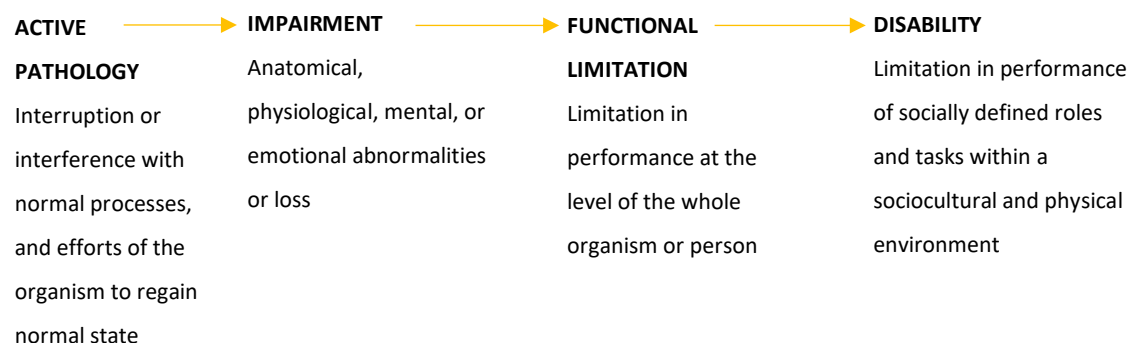 ACTIVE
PATHOLOGY
Interruption or
interference with
normal processes,
and efforts of the
organism to regain
normal state
IMPAIRMENT
Anatomical,
physiological, mental, or
emotional abnormalities
or loss
FUNCTIONAL
LIMITATION
Limitation in
performance at the
level of the whole
organism or person
DISABILITY
Limitation in performance
of socially defined roles
and tasks within a
sociocultural and physical
environment